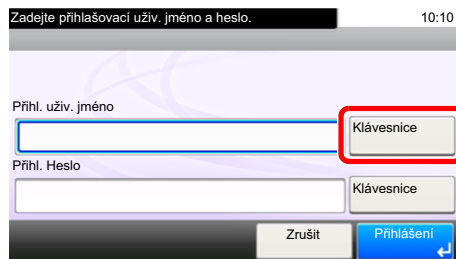 Zadejte přihlašovací uživ. jméno a heslo. 10:10
Přihl. uživ. jméno
Klávesnice
Přihl. Heslo
Klávesnice
Zrušit Přihlášení